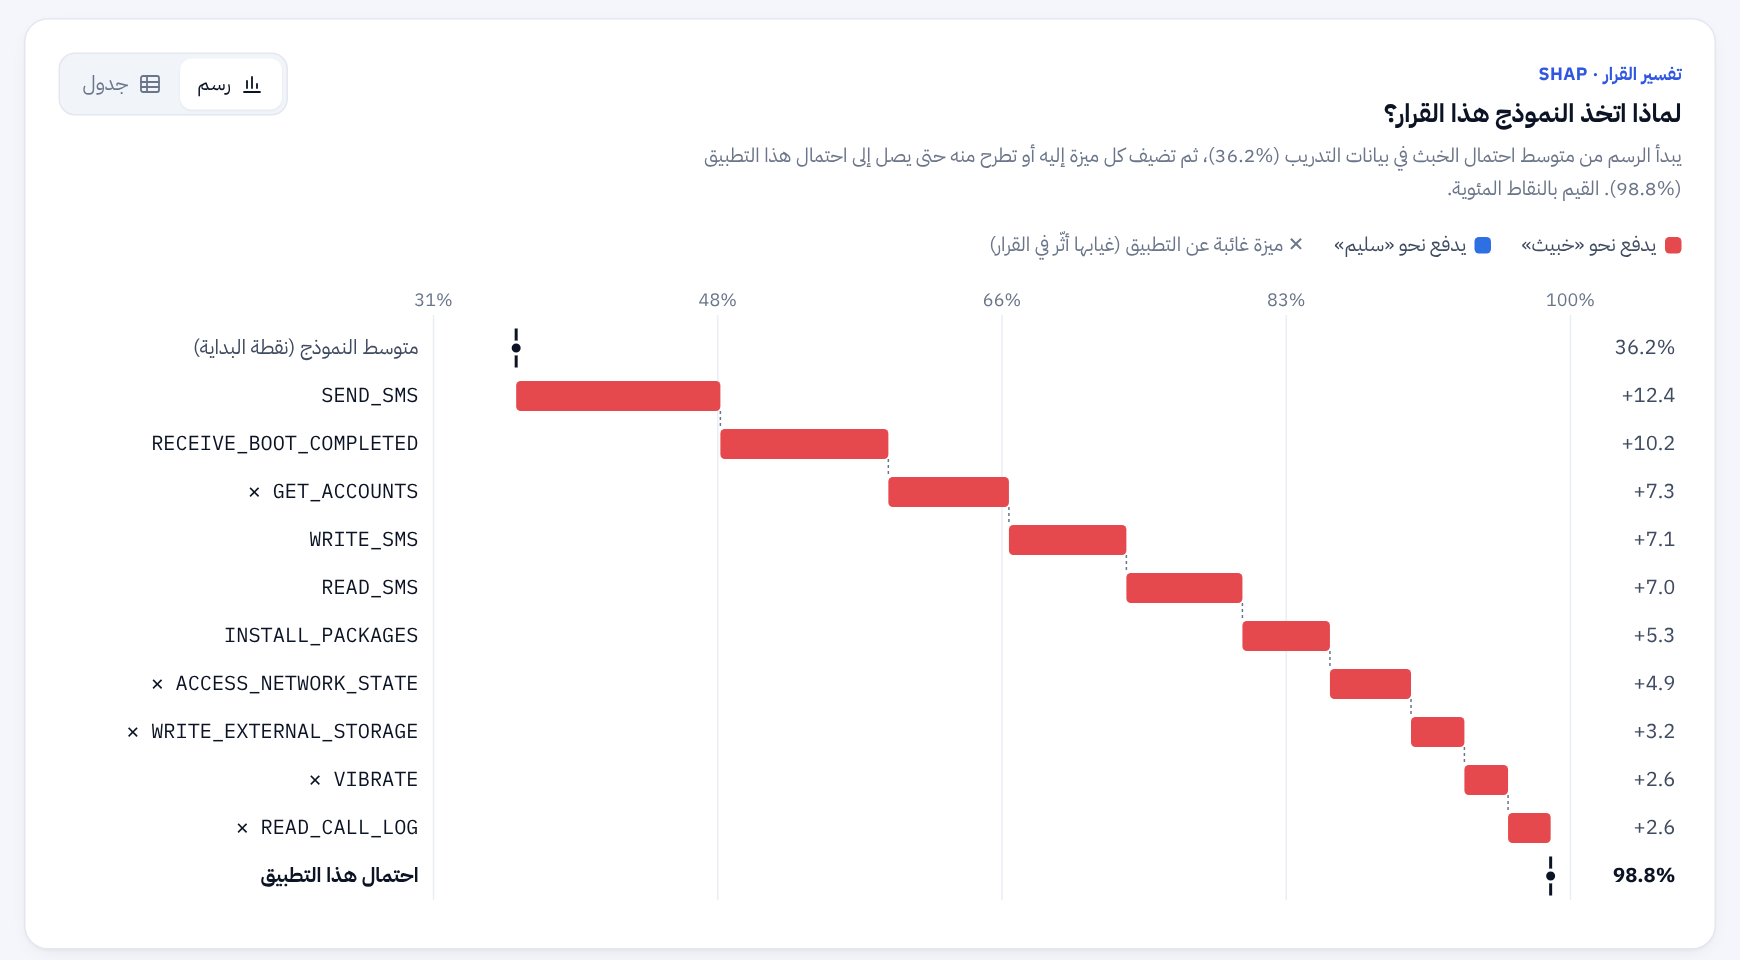 تفسير القرار · SHAP
رسم
جدول
لماذا اتخذ النموذج هذا القرار؟
يبدأ الرسم من متوسط احتمال الخبث في بيانات التدريب (36.2%)، ثم تضيف كل ميزة إليه أو تطرح منه حتى يصل إلى احتمال هذا التطبيق
(98.8%). القيم بالنقاط المئوية.
يدفع نحو «خبيث» يدفع نحو «سليم» × ميزة غائبة عن التطبيق (غيابها أثّر في القرار)
31% 48% 66% 83% 100%
متوسط النموذج (نقطة البداية) 36.2%
SEND_SMS +12.4
RECEIVE_BOOT_COMPLETED +10.2
× GET_ACCOUNTS +7.3
WRITE_SMS +7.1
READ_SMS +7.0
INSTALL_PACKAGES +5.3
× ACCESS_NETWORK_STATE +4.9
× WRITE_EXTERNAL_STORAGE +3.2
× VIBRATE +2.6
× READ_CALL_LOG +2.6
احتمال هذا التطبيق 98.8%